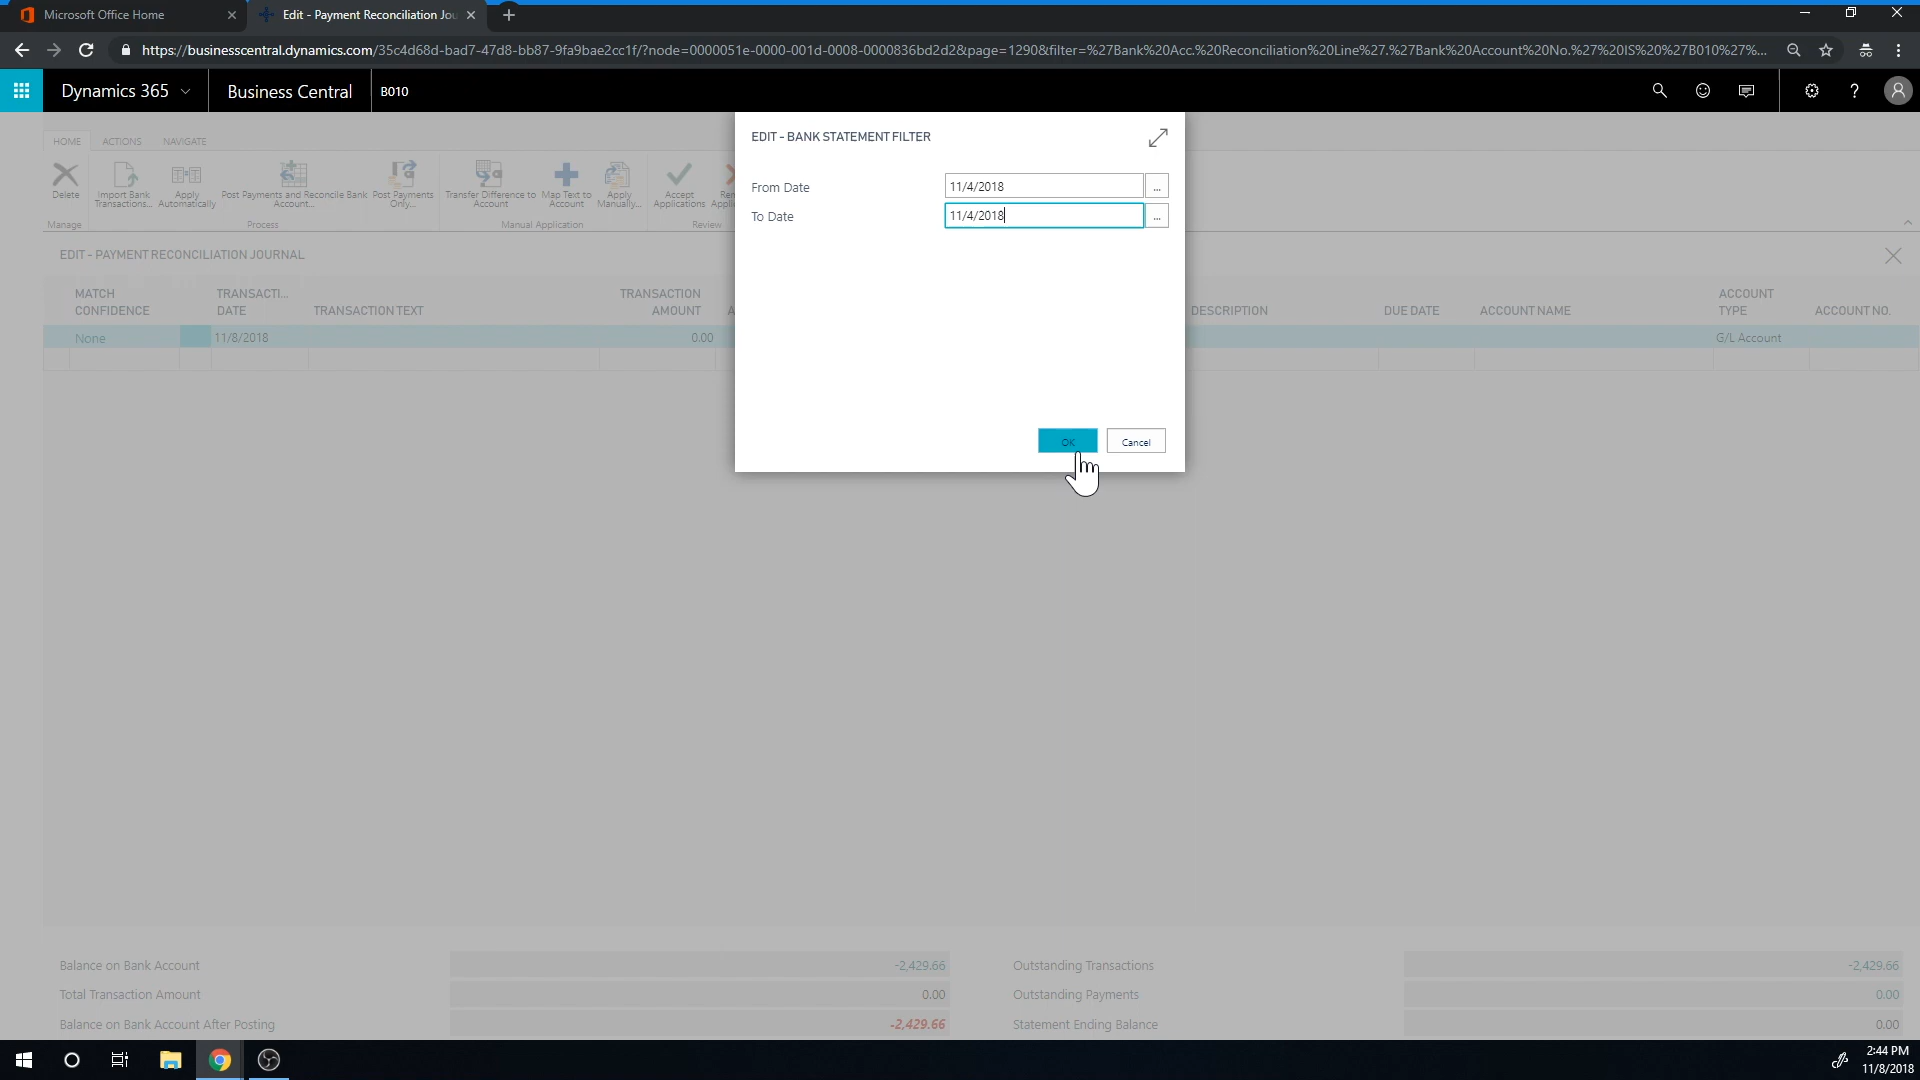 Microsoft Office Home
Edit - Payment Reconciliation Jou
https://businesscentral.dynamics.com/35c4d68d-bad7-47d8-bb87-9fa9bae2cc1f/?node=0000051e-0000-001d-0008-0000836bd2d2&page=1290&filter=%27Bank%20Acc.%20Reconciliation%20Line%27.%27Bank%20Account%20No.%27%20IS%20%27B010%27%...
Dynamics 365
Business Central
B010
HOME
ACTIONS
NAVIGATE
Delete
Import Bank
Transactions...
Apply
Automatically
Post Payments and Reconcile Bank
Account...
Post Payments
Only...
Transfer Difference to
Account
Map Text to
Account
Apply
Manually...
Accept
Applications
Manage
Process
Manual Application
Review
EDIT - BANK STATEMENT FILTER
From Date
11/4/2018
...
To Date
11/4/2018
...
OK
Cancel
EDIT - PAYMENT RECONCILIATION JOURNAL
MATCH
CONFIDENCE
TRANSACTI...
DATE
TRANSACTION TEXT
TRANSACTION
AMOUNT
DESCRIPTION
DUE DATE
ACCOUNT NAME
ACCOUNT
TYPE
ACCOUNT NO.
None
11/8/2018
0.00
G/L Account
Balance on Bank Account
-2,429.66
Outstanding Transactions
-2,429.66
Total Transaction Amount
0.00
Outstanding Payments
0.00
Balance on Bank Account After Posting
-2,429.66
Statement Ending Balance
0.00
2:44 PM
11/8/2018